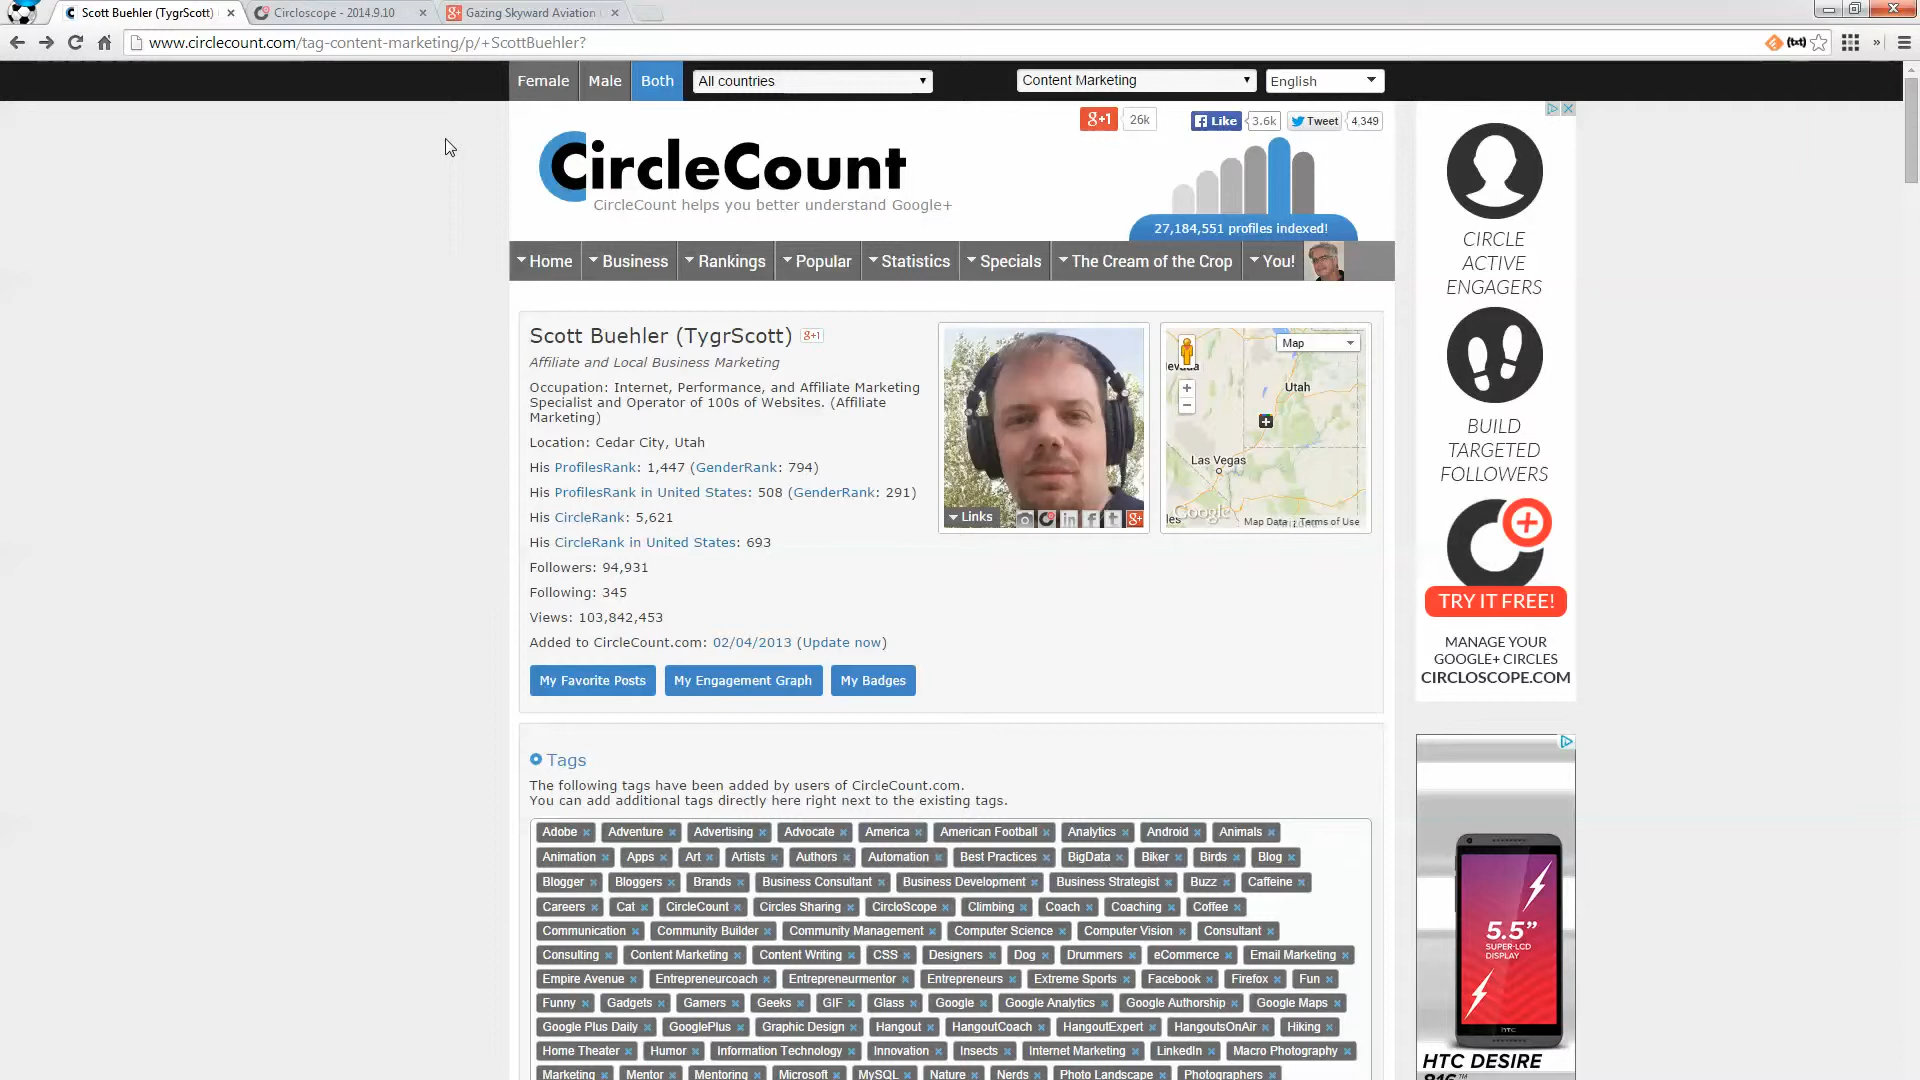 Scott Buehler (TygrScott)
Circloscope - 2014.9.10
Gazing Skyward Aviation
www.circlecount.com/tag-content-marketing/p/+ScottBuehler?
(txt)
Female Male Both All countries Content Marketing English
g+1 26k Like 3.6k Tweet 4,349
CircleCount
CircleCount helps you better understand Google+
27,184,551 profiles indexed!
Home Business Rankings Popular Statistics Specials The Cream of the Crop You!
Scott Buehler (TygrScott) g+1
Affiliate and Local Business Marketing
Occupation: Internet, Performance, and Affiliate Marketing
Specialist and Operator of 100s of Websites. (Affiliate
Marketing)
Location: Cedar City, Utah
His ProfilesRank: 1,447 (GenderRank: 794)
His ProfilesRank in United States: 508 (GenderRank: 291)
His CircleRank: 5,621
His CircleRank in United States: 693
Followers: 94,931
Following: 345
Views: 103,842,453
Added to CircleCount.com: 02/04/2013 (Update now)
My Favorite Posts My Engagement Graph My Badges
Links
Map
Utah
Las Vegas
Google
Map Data Terms of Use
Tags
The following tags have been added by users of CircleCount.com.
You can add additional tags directly here right next to the existing tags.
Adobe Adventure Advertising Advocate America American Football Analytics Android Animals
Animation Apps Art Artists Authors Automation Best Practices BigData Biker Birds Blog
Blogger Bloggers Brands Business Consultant Business Development Business Strategist Buzz Caffeine
Careers Cat CircleCount Circles Sharing CircloScope Climbing Coach Coaching Coffee
Communication Community Builder Community Management Computer Science Computer Vision Consultant
Consulting Content Marketing Content Writing CSS Designers Dog Drummers eCommerce Email Marketing
Empire Avenue Entrepreneurcoach Entrepreneurmentor Entrepreneurs Extreme Sports Facebook Firefox Fun
Funny Gadgets Gamers Geeks GIF Glass Google Google Analytics Google Authorship Google Maps
Google Plus Daily GooglePlus Graphic Design Hangout HangoutCoach HangoutExpert HangoutsOnAir Hiking
Home Theater Humor Information Technology Innovation Insects Internet Marketing LinkedIn Macro Photography
Marketing Mentor Mentoring Microsoft MySQL Nature Nerds Photo Landscape Photographers
CIRCLE
ACTIVE
ENGAGERS
BUILD
TARGETED
FOLLOWERS
TRY IT FREE!
MANAGE YOUR
GOOGLE+ CIRCLES
CIRCLOSCOPE.COM
5.5”
SUPER-LCD
DISPLAY
htc
HTC DESIRE
816™